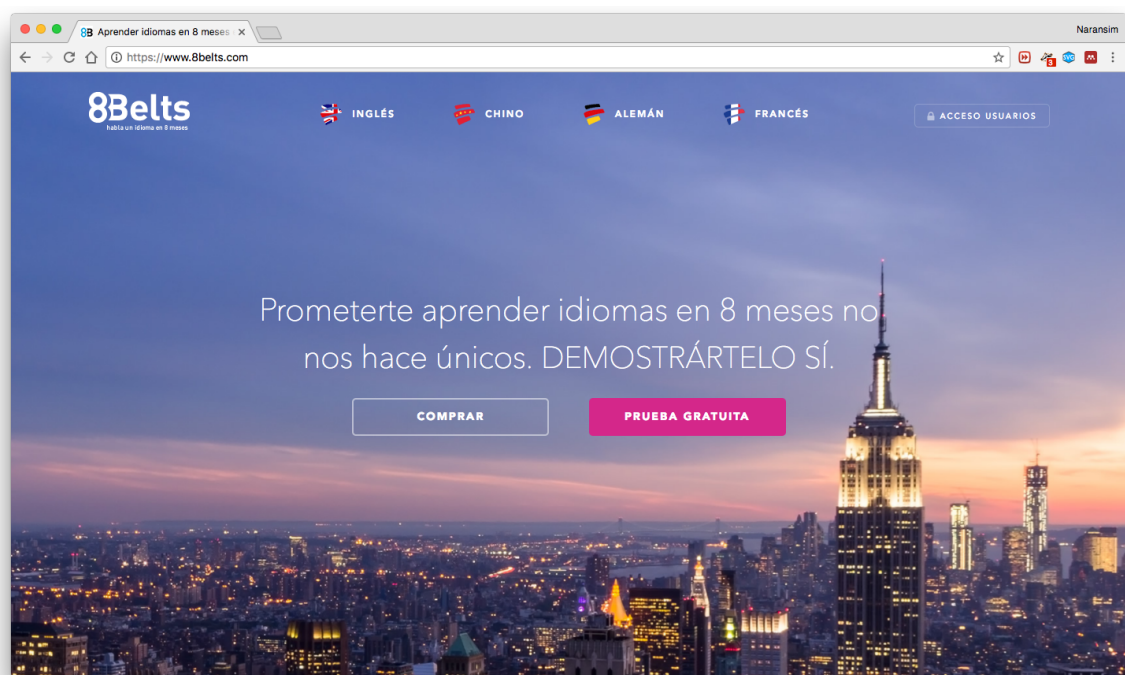 8B Aprender idiomas en 8 meses
Naransim
https://www.8belts.com
8Belts
habla un idioma en 8 meses
INGLÉS
CHINO
ALEMÁN
FRANCÉS
ACCESO USUARIOS
Prometerte aprender idiomas en 8 meses no
nos hace únicos. DEMOSTRÁRTELO SÍ.
COMPRAR
PRUEBA GRATUITA